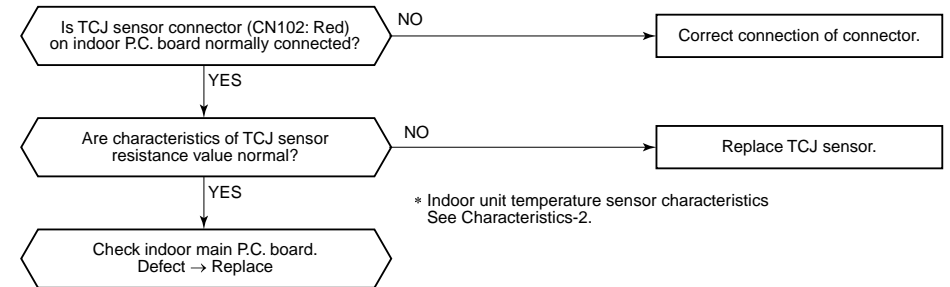 Is TCJ sensor connector (CN102: Red)
on indoor P.C. board normally connected?
NO
Correct connection of connector.
YES
Are characteristics of TCJ sensor
resistance value normal?
NO
Replace TCJ sensor.
YES
* Indoor unit temperature sensor characteristics
See Characteristics-2.
Check indoor main P.C. board.
Defect → Replace